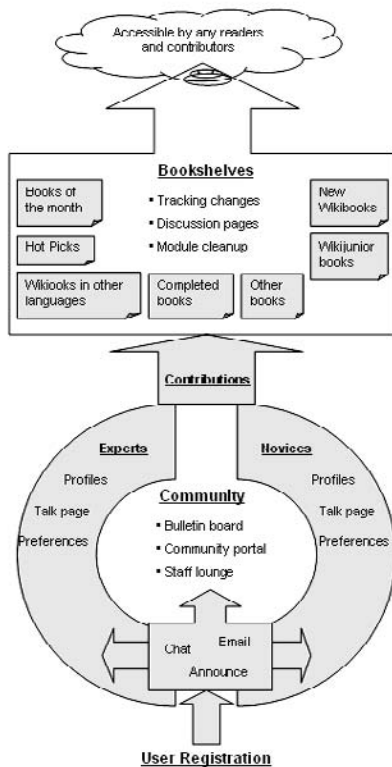 Accessible by any readers
and contributors
Bookshelves
Books of
the month
▪ Tracking changes
▪ Discussion pages
▪ Module cleanup
New
Wikibooks
Hot Picks
Wikijunior
books
Wikiooks in other
languages
Completed
books
Other
books
Contributions
Experts
Novices
Profiles
Talk page
Preferences
Community
▪ Bulletin board
▪ Community portal
▪ Staff lounge
Profiles
Talk page
Preferences
Chat
Email
Announce
User Registration